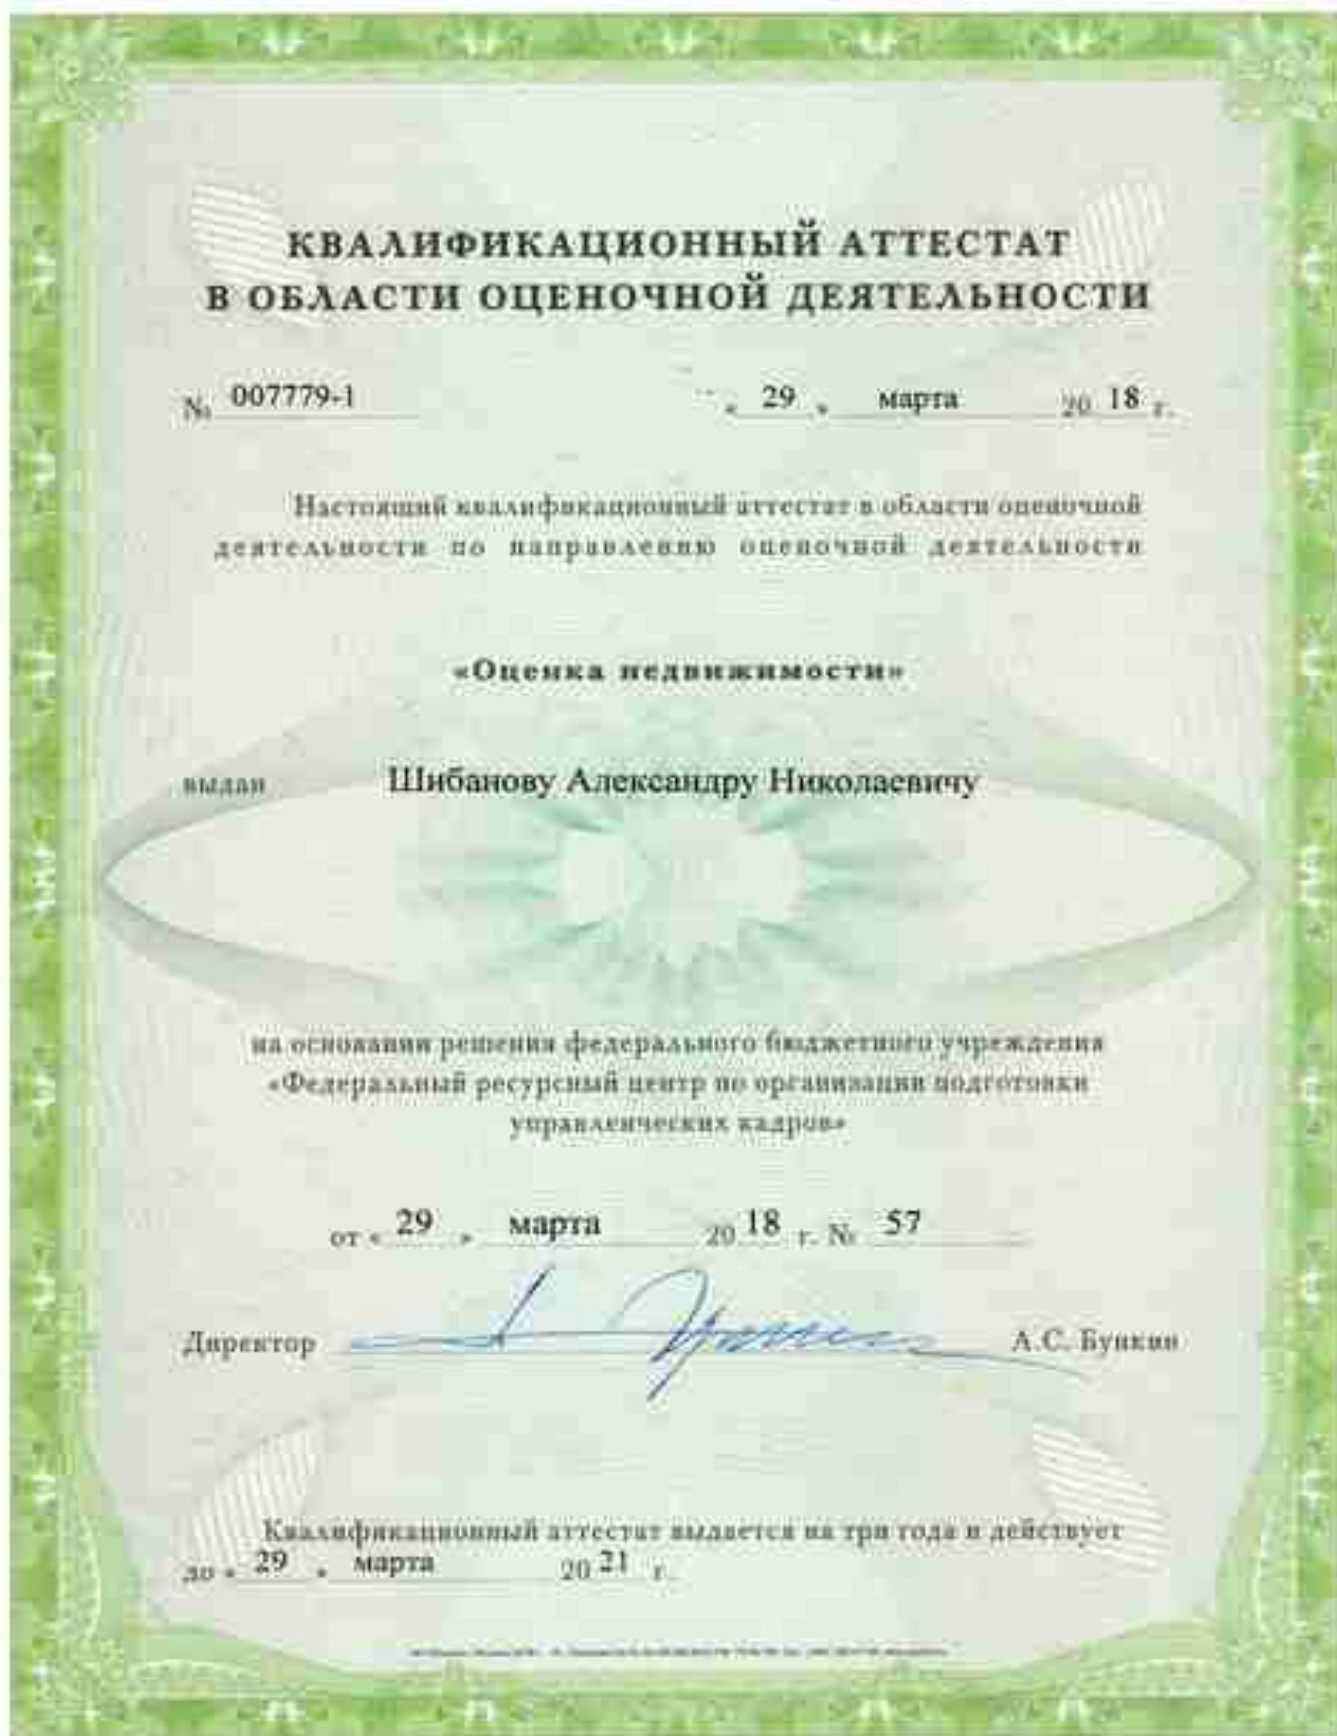 КВАЛИФИКАЦИОННЫЙ АТТЕСТАТ
В ОБЛАСТИ ОЦЕНОЧНОЙ ДЕЯТЕЛЬНОСТИ
№ 007779-1 « 29 » марта 20 18 г.
Настоящий квалификационный аттестат в области оценочной
деятельности по направлению оценочной деятельности
«Оценка недвижимости»
выдан Шибанову Александру Николаевичу
на основании решения федерального бюджетного учреждения
«Федеральный ресурсный центр по организации подготовки
управленческих кадров»
от « 29 » марта 20 18 г. № 57
Директор А.С. Бункин
Квалификационный аттестат выдается на три года и действует
до « 29 » марта 20 21 г.